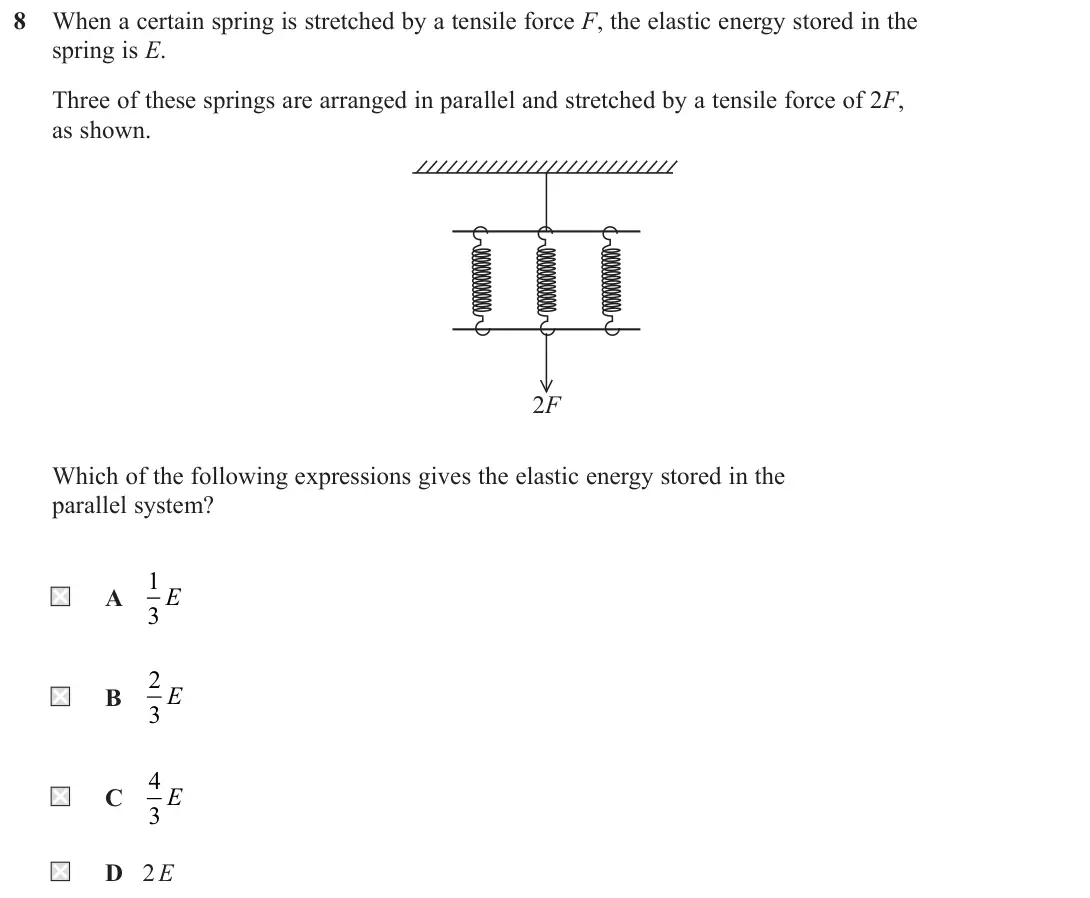 8 When a certain spring is stretched by a tensile force F, the elastic energy stored in the
spring is E.
Three of these springs are arranged in parallel and stretched by a tensile force of 2F,
as shown.
2F
Which of the following expressions gives the elastic energy stored in the
parallel system?
A 1/3 E
B 2/3 E
C 4/3 E
D 2E